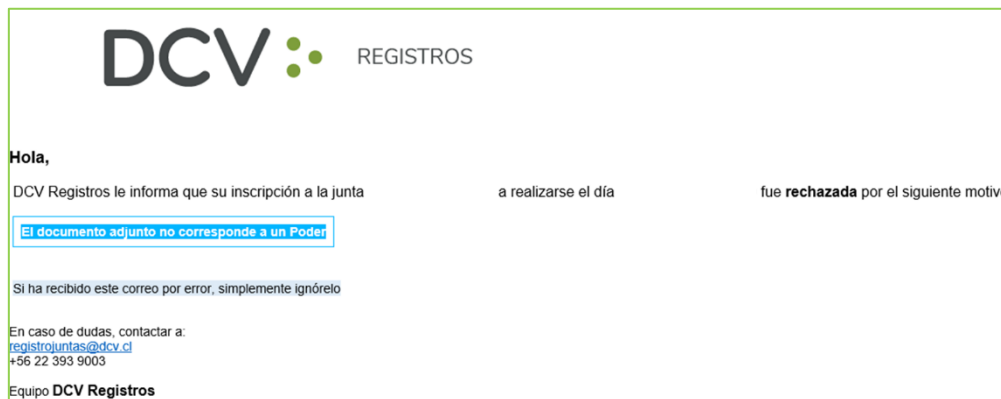 DCV REGISTROS
Hola,
DCV Registros le informa que su inscripción a la junta a realizarse el día fue rechazada por el siguiente motivo
El documento adjunto no corresponde a un Poder
Si ha recibido este correo por error, simplemente ignórelo
En caso de dudas, contactar a:
registrojuntas@dcv.cl
+56 22 393 9003
Equipo DCV Registros